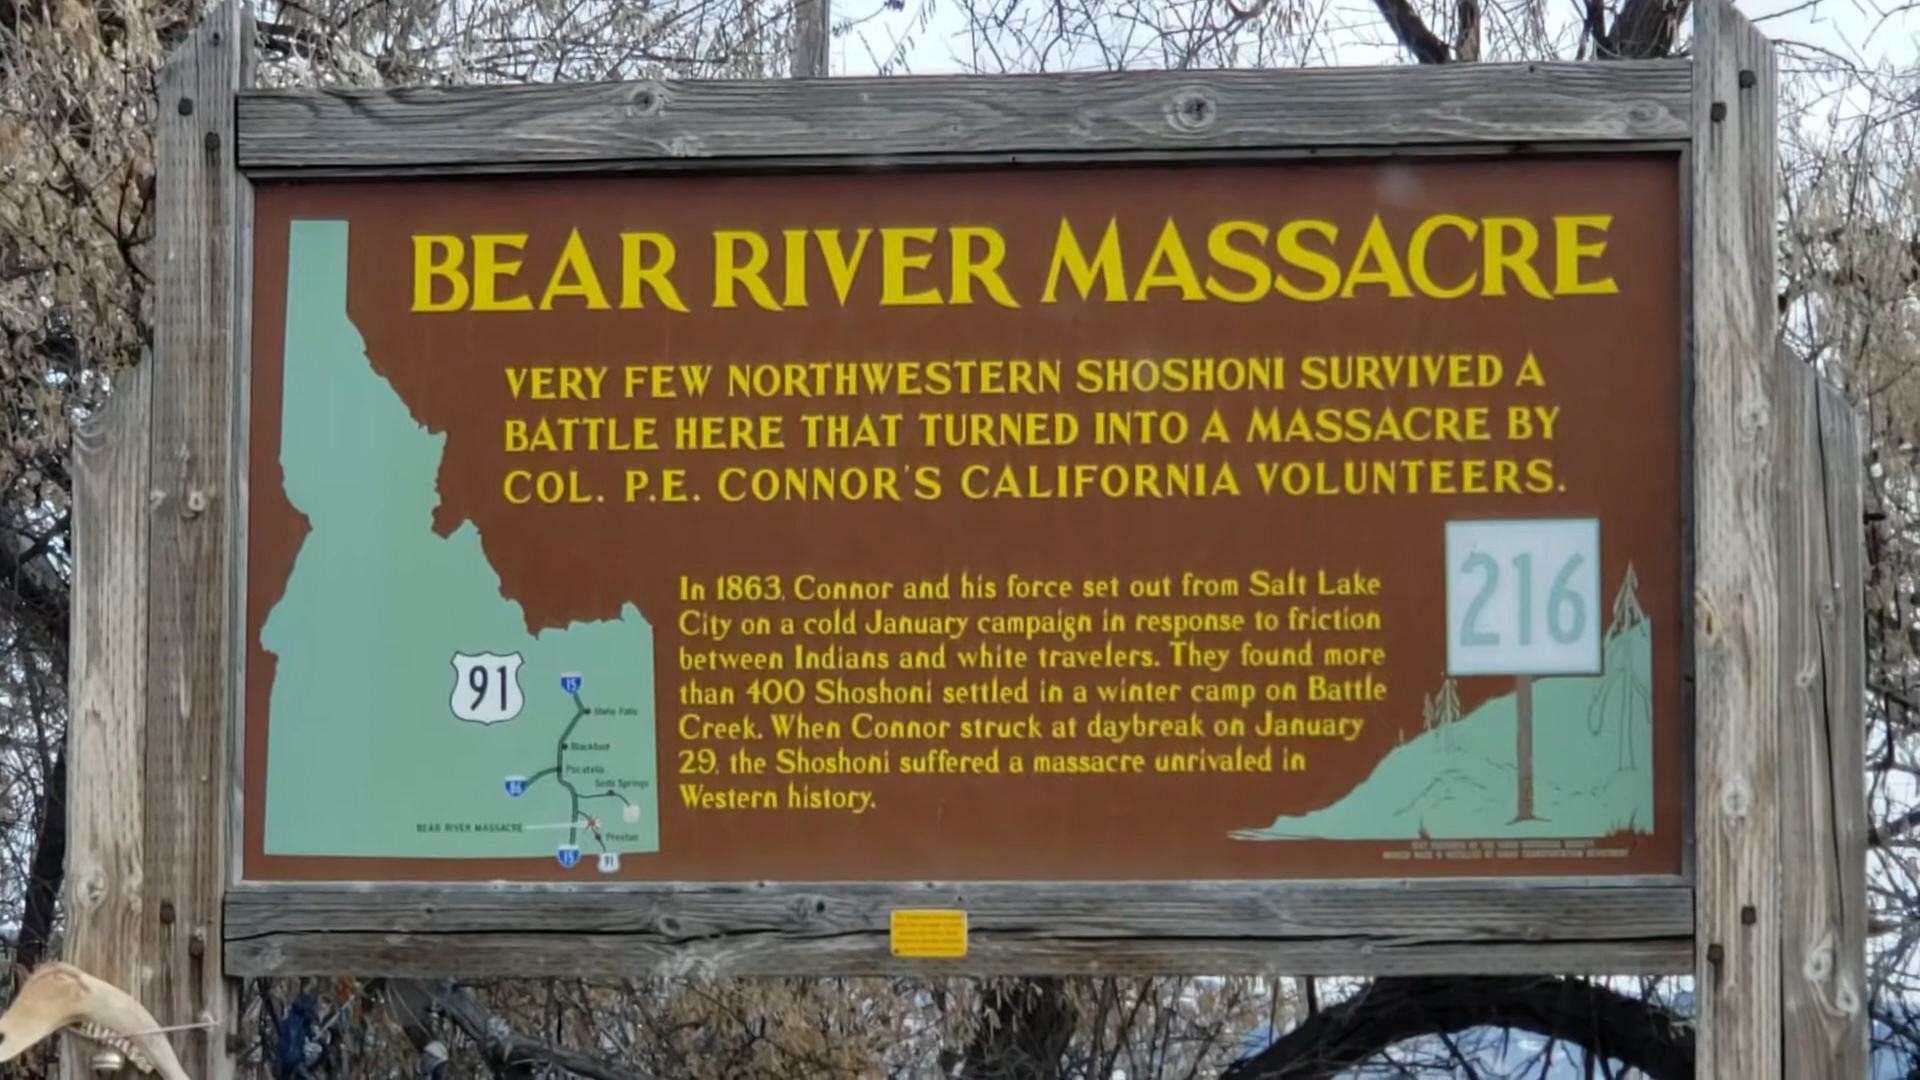 BEAR RIVER MASSACRE
VERY FEW NORTHWESTERN SHOSHONI SURVIVED A
BATTLE HERE THAT TURNED INTO A MASSACRE BY
COL. P.E. CONNOR'S CALIFORNIA VOLUNTEERS.
In 1863, Connor and his force set out from Salt Lake
City on a cold January campaign in response to friction
between Indians and white travelers. They found more
than 400 Shoshoni settled in a winter camp on Battle
Creek. When Connor struck at daybreak on January
29, the Shoshoni suffered a massacre unrivaled in
Western history.
216
91
15
Idaho Falls
Blackfoot
Pocatello
86
Soda Springs
BEAR RIVER MASSACRE
Preston
15
91